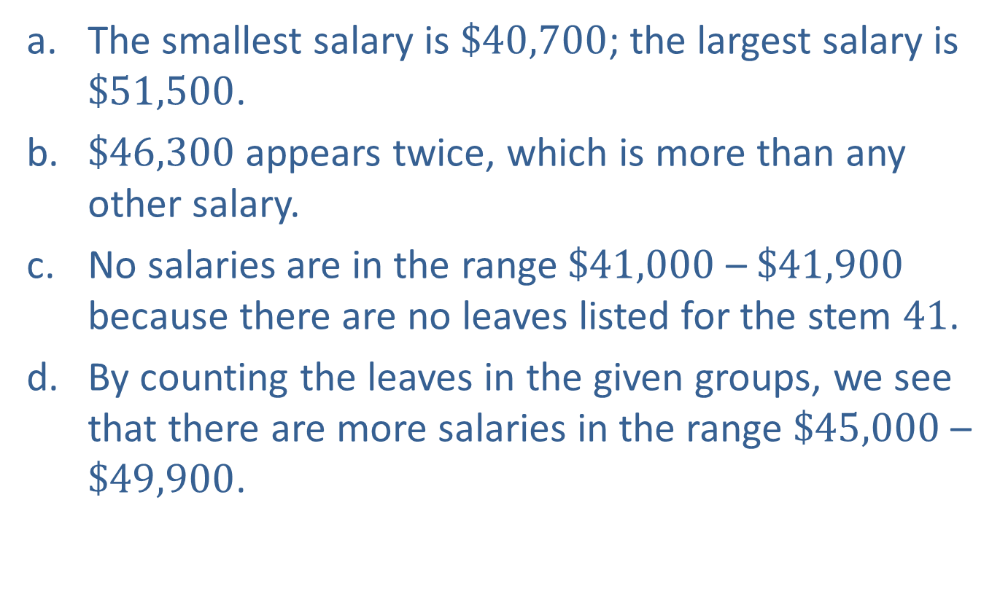 a. The smallest salary is $40,700; the largest salary is
$51,500.
b. $46,300 appears twice, which is more than any
other salary.
c. No salaries are in the range $41,000 – $41,900
because there are no leaves listed for the stem 41.
d. By counting the leaves in the given groups, we see
that there are more salaries in the range $45,000 –
$49,900.